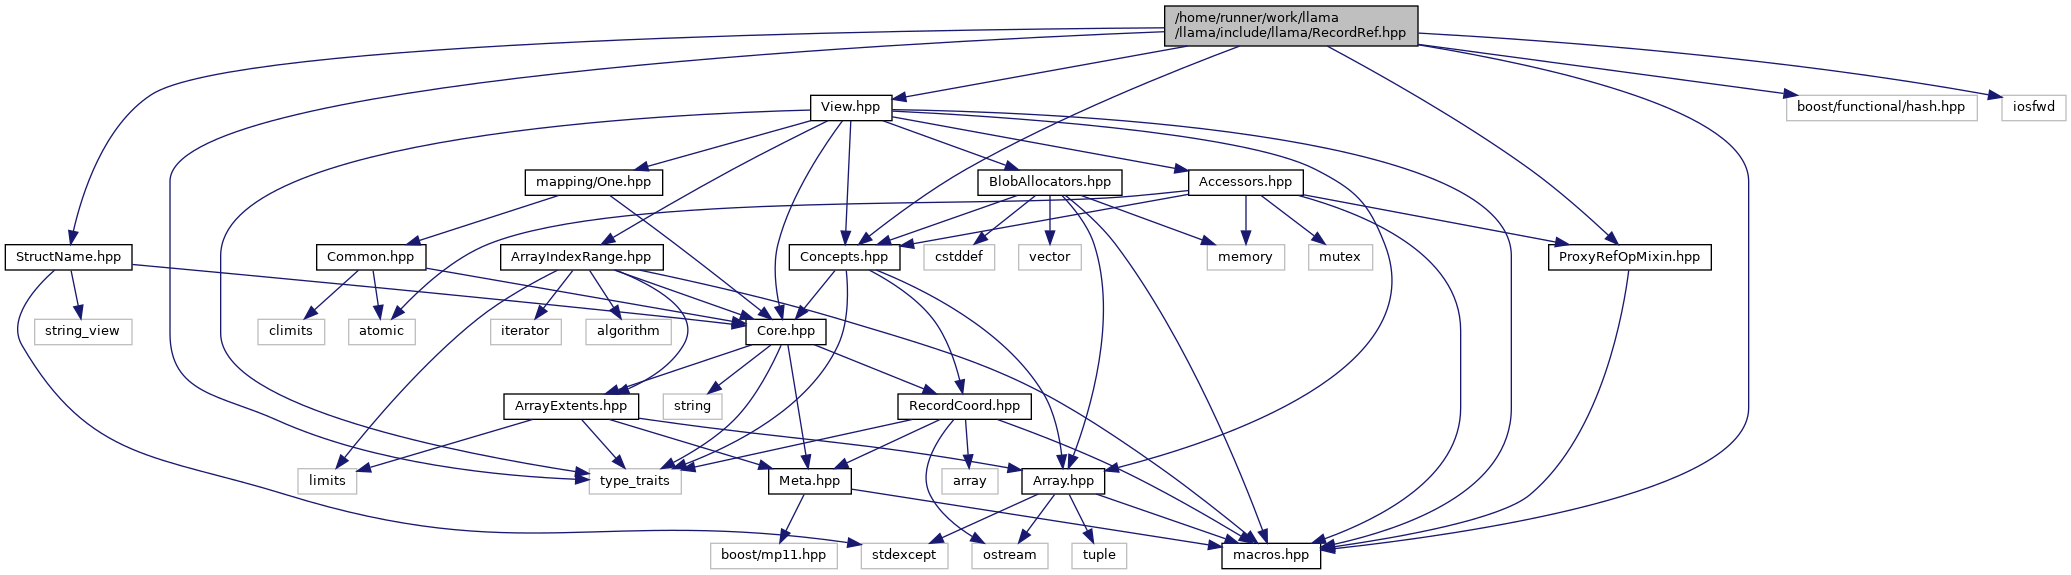 /home/runner/work/llama
/llama/include/llama/RecordRef.hpp
View.hpp
boost/functional/hash.hpp
iosfwd
mapping/One.hpp
BlobAllocators.hpp
Accessors.hpp
StructName.hpp
Common.hpp
ArrayIndexRange.hpp
Concepts.hpp
cstddef
vector
memory
mutex
ProxyRefOpMixin.hpp
string_view
climits
atomic
iterator
algorithm
Core.hpp
ArrayExtents.hpp
string
RecordCoord.hpp
limits
type_traits
Meta.hpp
array
Array.hpp
boost/mp11.hpp
stdexcept
ostream
tuple
macros.hpp